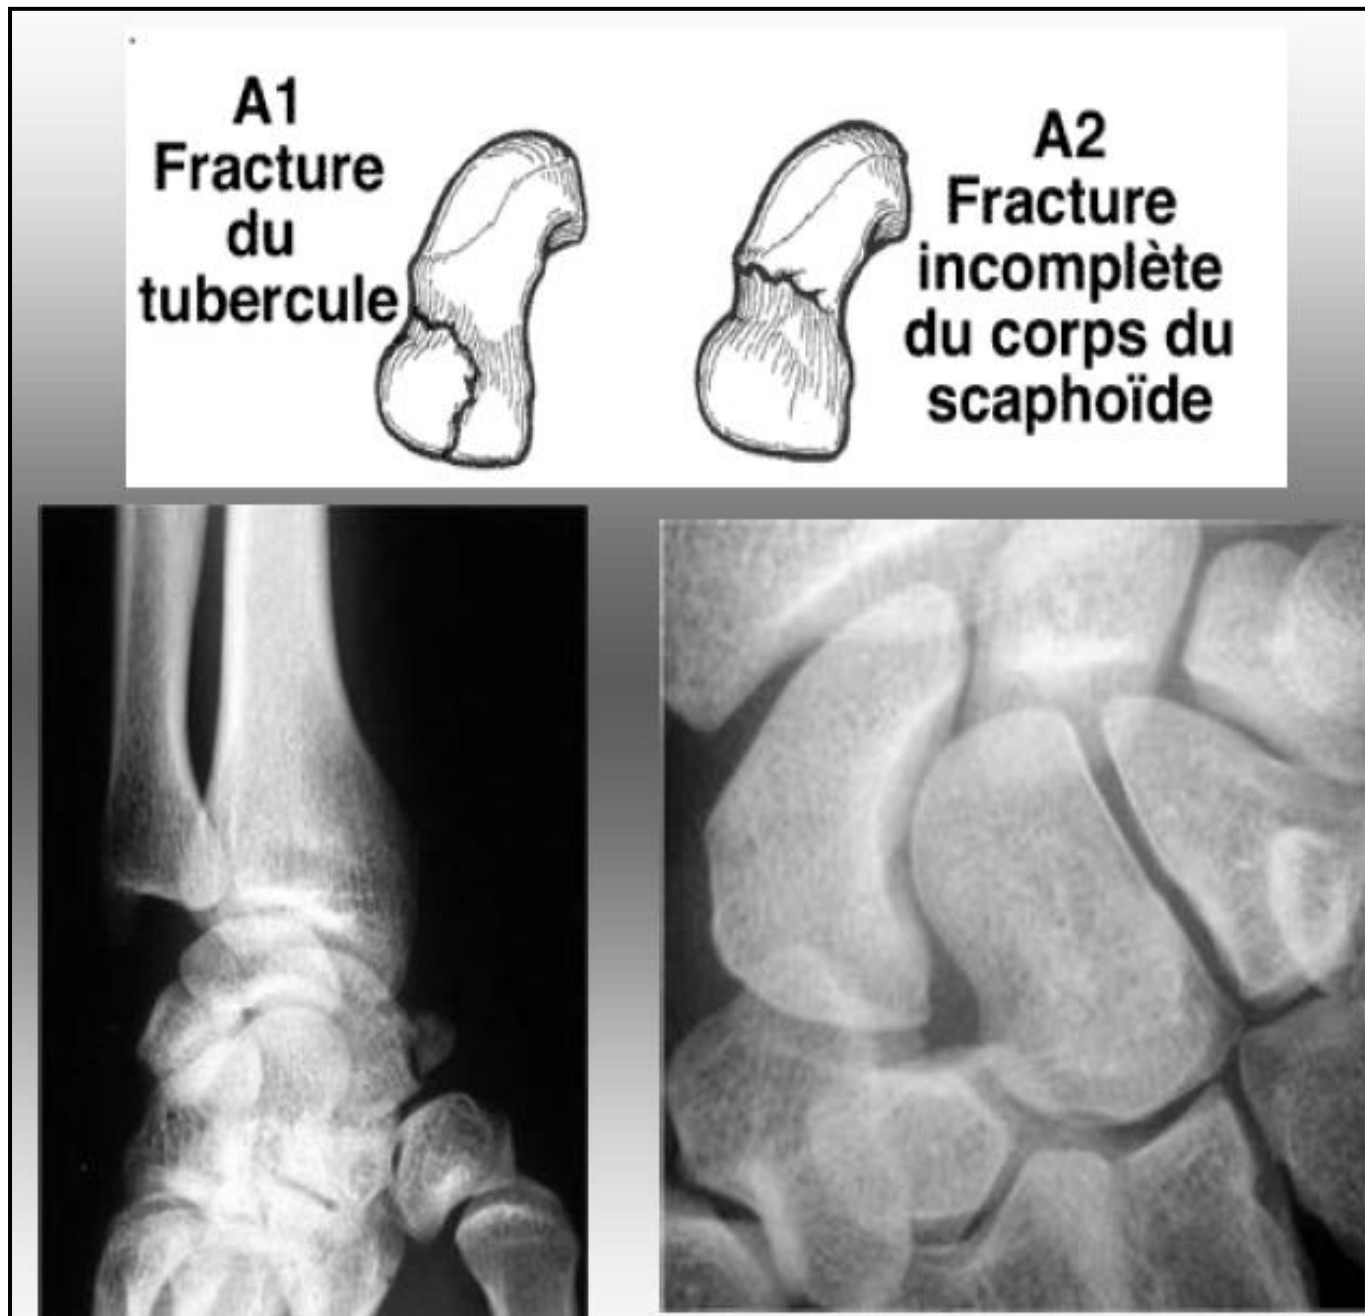 A1
Fracture
du
tubercule
A2
Fracture
incomplète
du corps du
scaphoïde